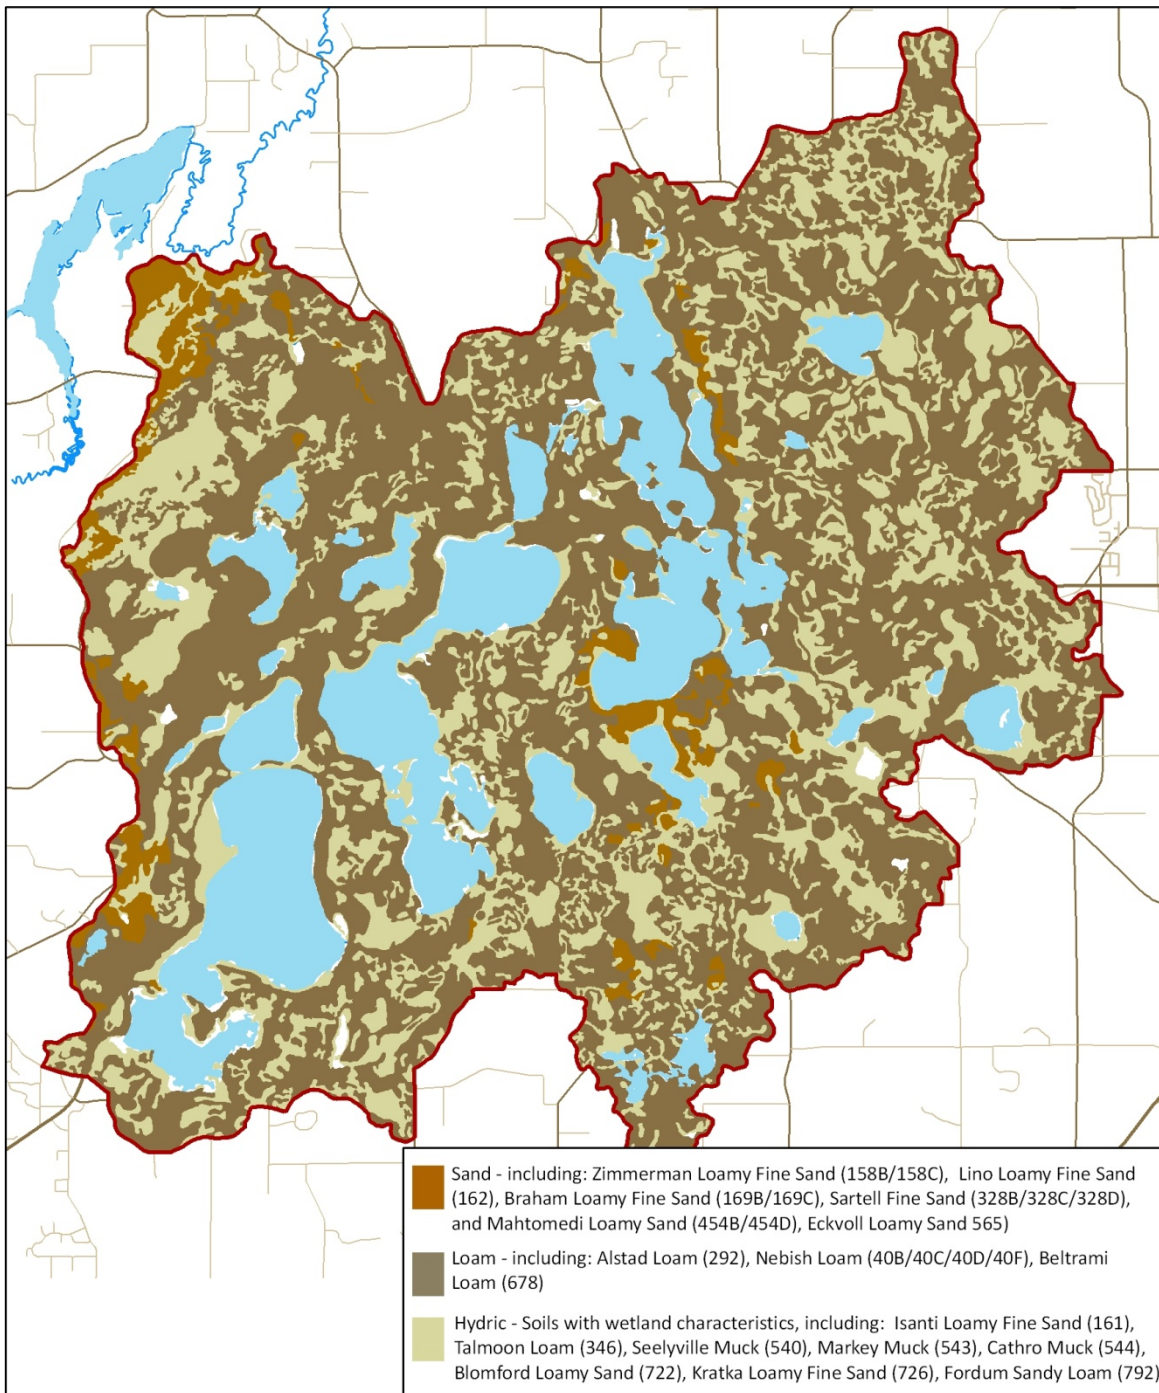 Sand - including: Zimmerman Loamy Fine Sand (158B/158C), Lino Loamy Fine Sand
(162), Braham Loamy Fine Sand (169B/169C), Sartell Fine Sand (328B/328C/328D),
and Mahtomedi Loamy Sand (454B/454D), Eckvoll Loamy Sand 565)
Loam - including: Alstad Loam (292), Nebish Loam (40B/40C/40D/40F), Beltrami
Loam (678)
Hydric - Soils with wetland characteristics, including: Isanti Loamy Fine Sand (161),
Talmoon Loam (346), Seelyville Muck (540), Markey Muck (543), Cathro Muck (544),
Blomford Loamy Sand (722), Kratka Loamy Fine Sand (726), Fordum Sandy Loam (792)